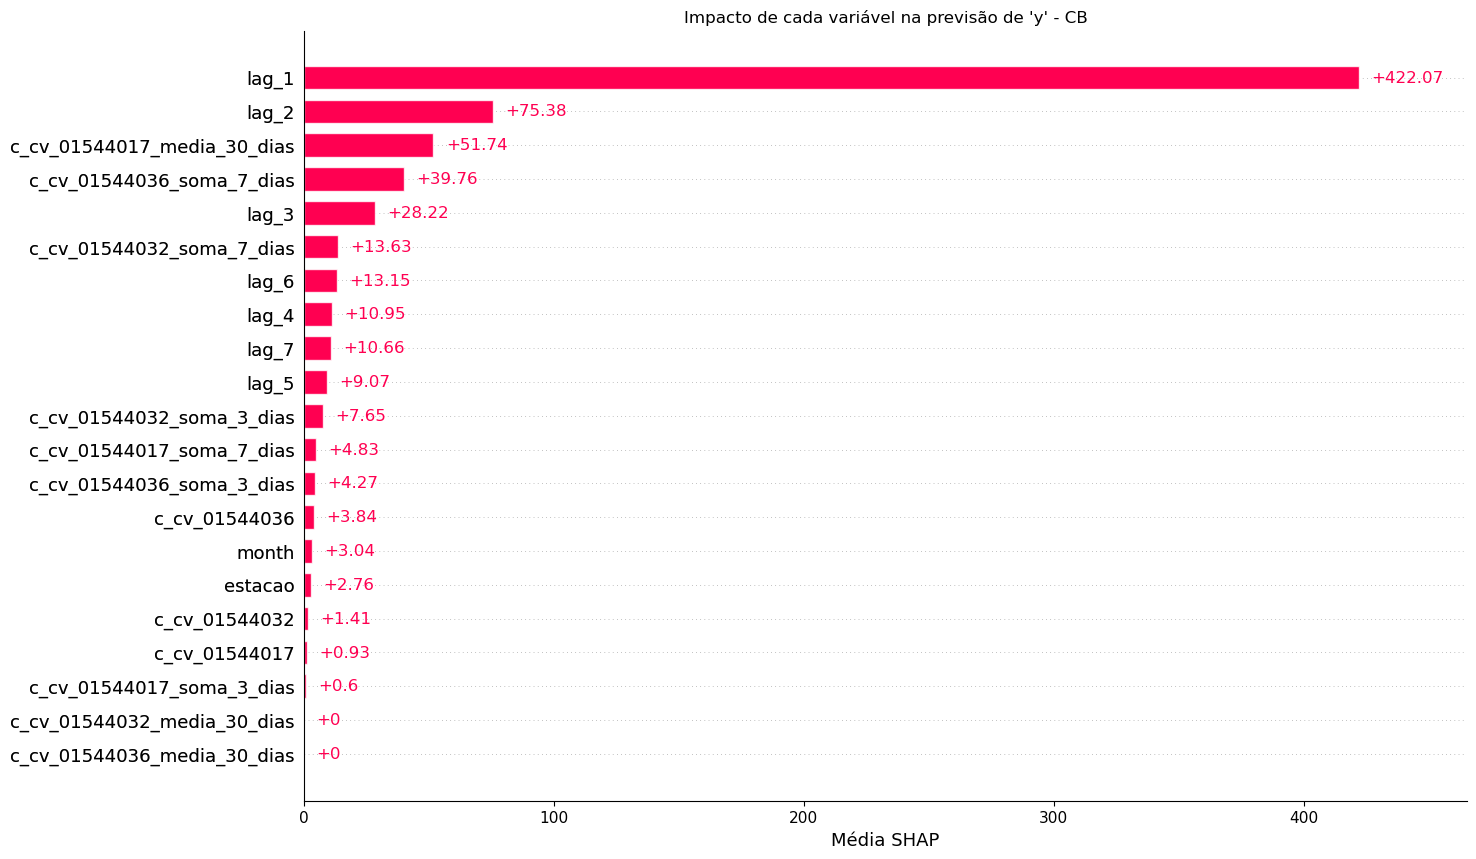 Impacto de cada variável na previsão de 'y' - CB
lag_1 +422.07
lag_2 +75.38
c_cv_01544017_media_30_dias +51.74
c_cv_01544036_soma_7_dias +39.76
lag_3 +28.22
c_cv_01544032_soma_7_dias +13.63
lag_6 +13.15
lag_4 +10.95
lag_7 +10.66
lag_5 +9.07
c_cv_01544032_soma_3_dias +7.65
c_cv_01544017_soma_7_dias +4.83
c_cv_01544036_soma_3_dias +4.27
c_cv_01544036 +3.84
month +3.04
estacao +2.76
c_cv_01544032 +1.41
c_cv_01544017 +0.93
c_cv_01544017_soma_3_dias +0.6
c_cv_01544032_media_30_dias +0
c_cv_01544036_media_30_dias +0
0 100 200 300 400
Média SHAP